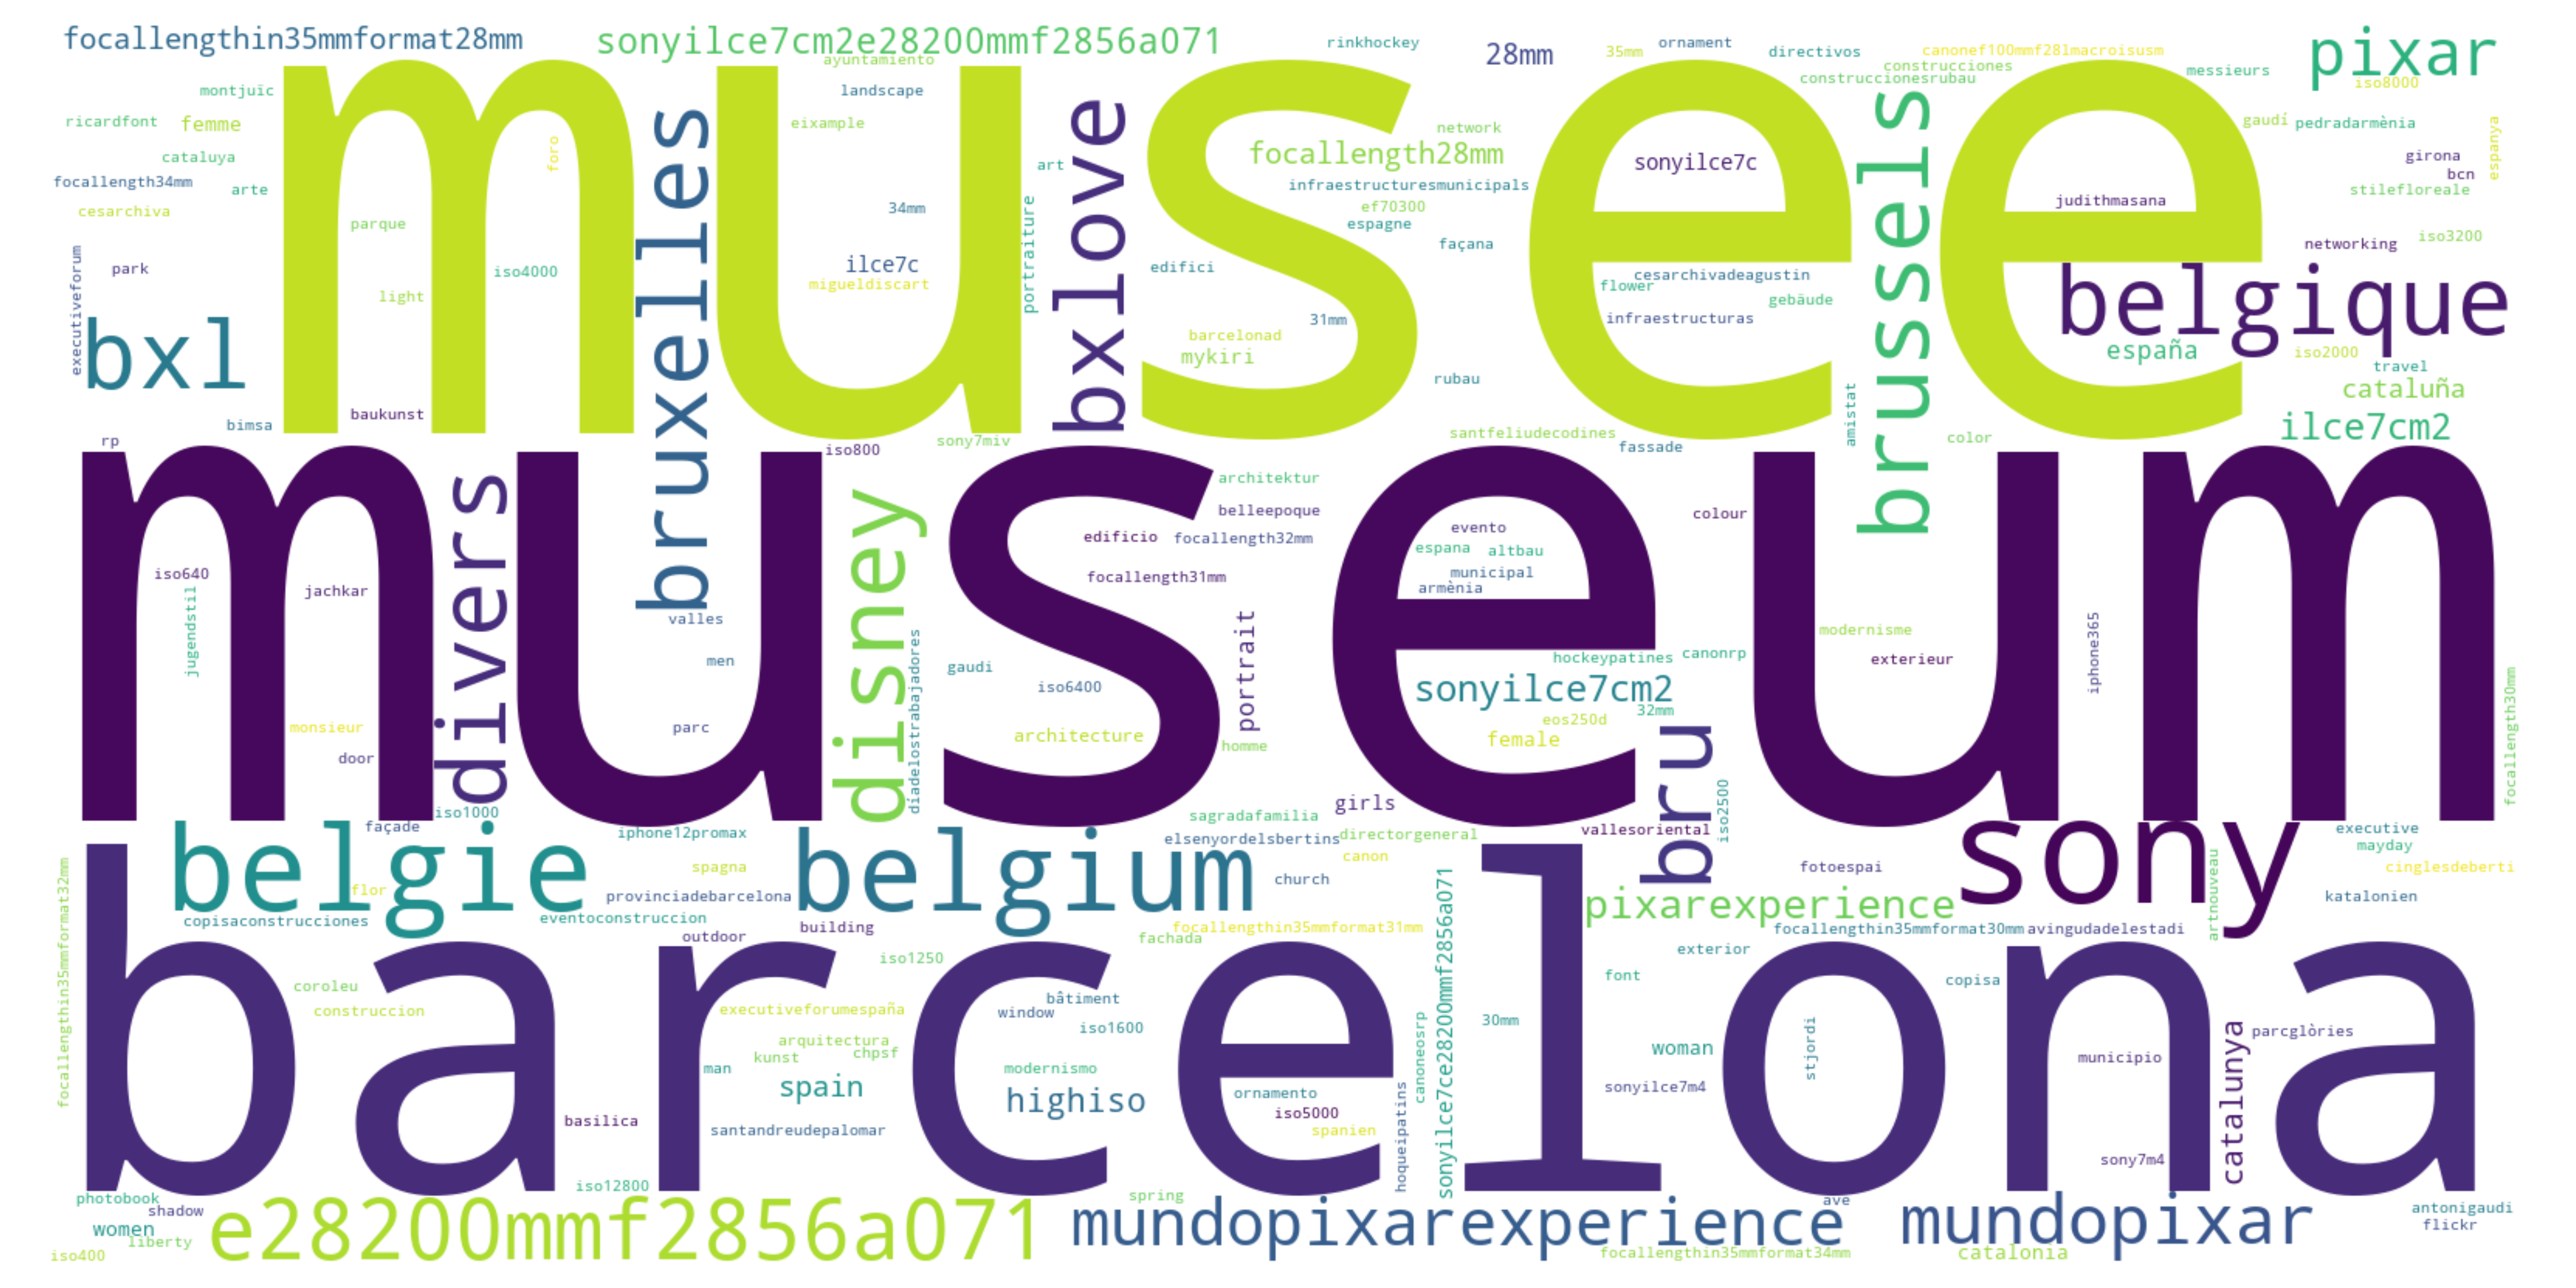 focallengthin35mmformat28mm
sonyilce7cm2e28200mmf2856a071
ayuntamiento
rinkhockey
28mm
35mm
ornament
directivos
canonef100mmf28lmacroisusm
construcciones
construccionesrubau
messieurs
pixar
iso8000
montjuïc
landscape
ricardfont
femme
foro
eixample
network
gaudí
pedradarmènia
espanya
cataluya
art
focallength28mm
sonyilce7c
girona
bcn
focallength34mm
arte
infraestructuresmunicipals
stilefloreale
cesarchiva
34mm
ef70300
judithmasana
parque
espagne
musee
bruxelles
bxlove
brussels
portraiture
façana
networking
iso3200
executiveforum
park
iso4000
ilce7c
edifici
cesarchivadeagustin
migueldiscart
flower
gebäude
belgique
light
31mm
infraestructuras
bxl
barcelonad
mykiri
españa
iso2000
travel
rubau
cataluña
amistat
baukunst
bimsa
ilce7cm2
rp
iso800
sony7miv
santfeliudecodines
fassade
color
architektur
divers
disney
belleepoque
colour
edificio
focallength32mm
evento
espana
altbau
iso640
focallength31mm
municipal
jachkar
armènia
jugendstil
museum
valles
portrait
modernisme
iphone365
men
gaudi
hockeypatines
canonrp
exterieur
díadelostrabajadores
iso6400
sonyilce7cm2
32mm
focallength30mm
monsieur
parc
architecture
eos250d
female
homme
door
bru
iso2500
iso1000
girls
sagradafamilia
façade
iphone12promax
elsenyordelsbertins
directorgeneral
vallesoriental
sony
executive
mayday
belgie
belgium
canon
spagna
fotoespai
cinglesdeberti
flor
provinciadebarcelona
church
artnouveau
katalonien
pixarexperience
focallengthin35mmformat32mm
copisaconstrucciones
eventoconstruccion
building
focallengthin35mmformat31mm
focallengthin35mmformat30mm
avingudadelestadi
outdoor
fachada
exterior
iso1250
font
copisa
coroleu
barcelona
construccion
executiveforumespaña
bâtiment
window
iso1600
30mm
sonyilce7ce28200mmf2856a071
canoneosrp
stjordi
parcglòries
arquitectura
kunst
chpsf
woman
municipio
catalunya
man
modernismo
spain
highiso
ornamento
sonyilce7m4
iso5000
basilica
santandreudepalomar
spanien
hoqueipatins
sony7m4
iso12800
photobook
spring
ave
shadow
antonigaudi
women
e28200mmf2856a071
mundopixarexperience
mundopixar
flickr
liberty
iso400
focallengthin35mmformat34mm
catalonia